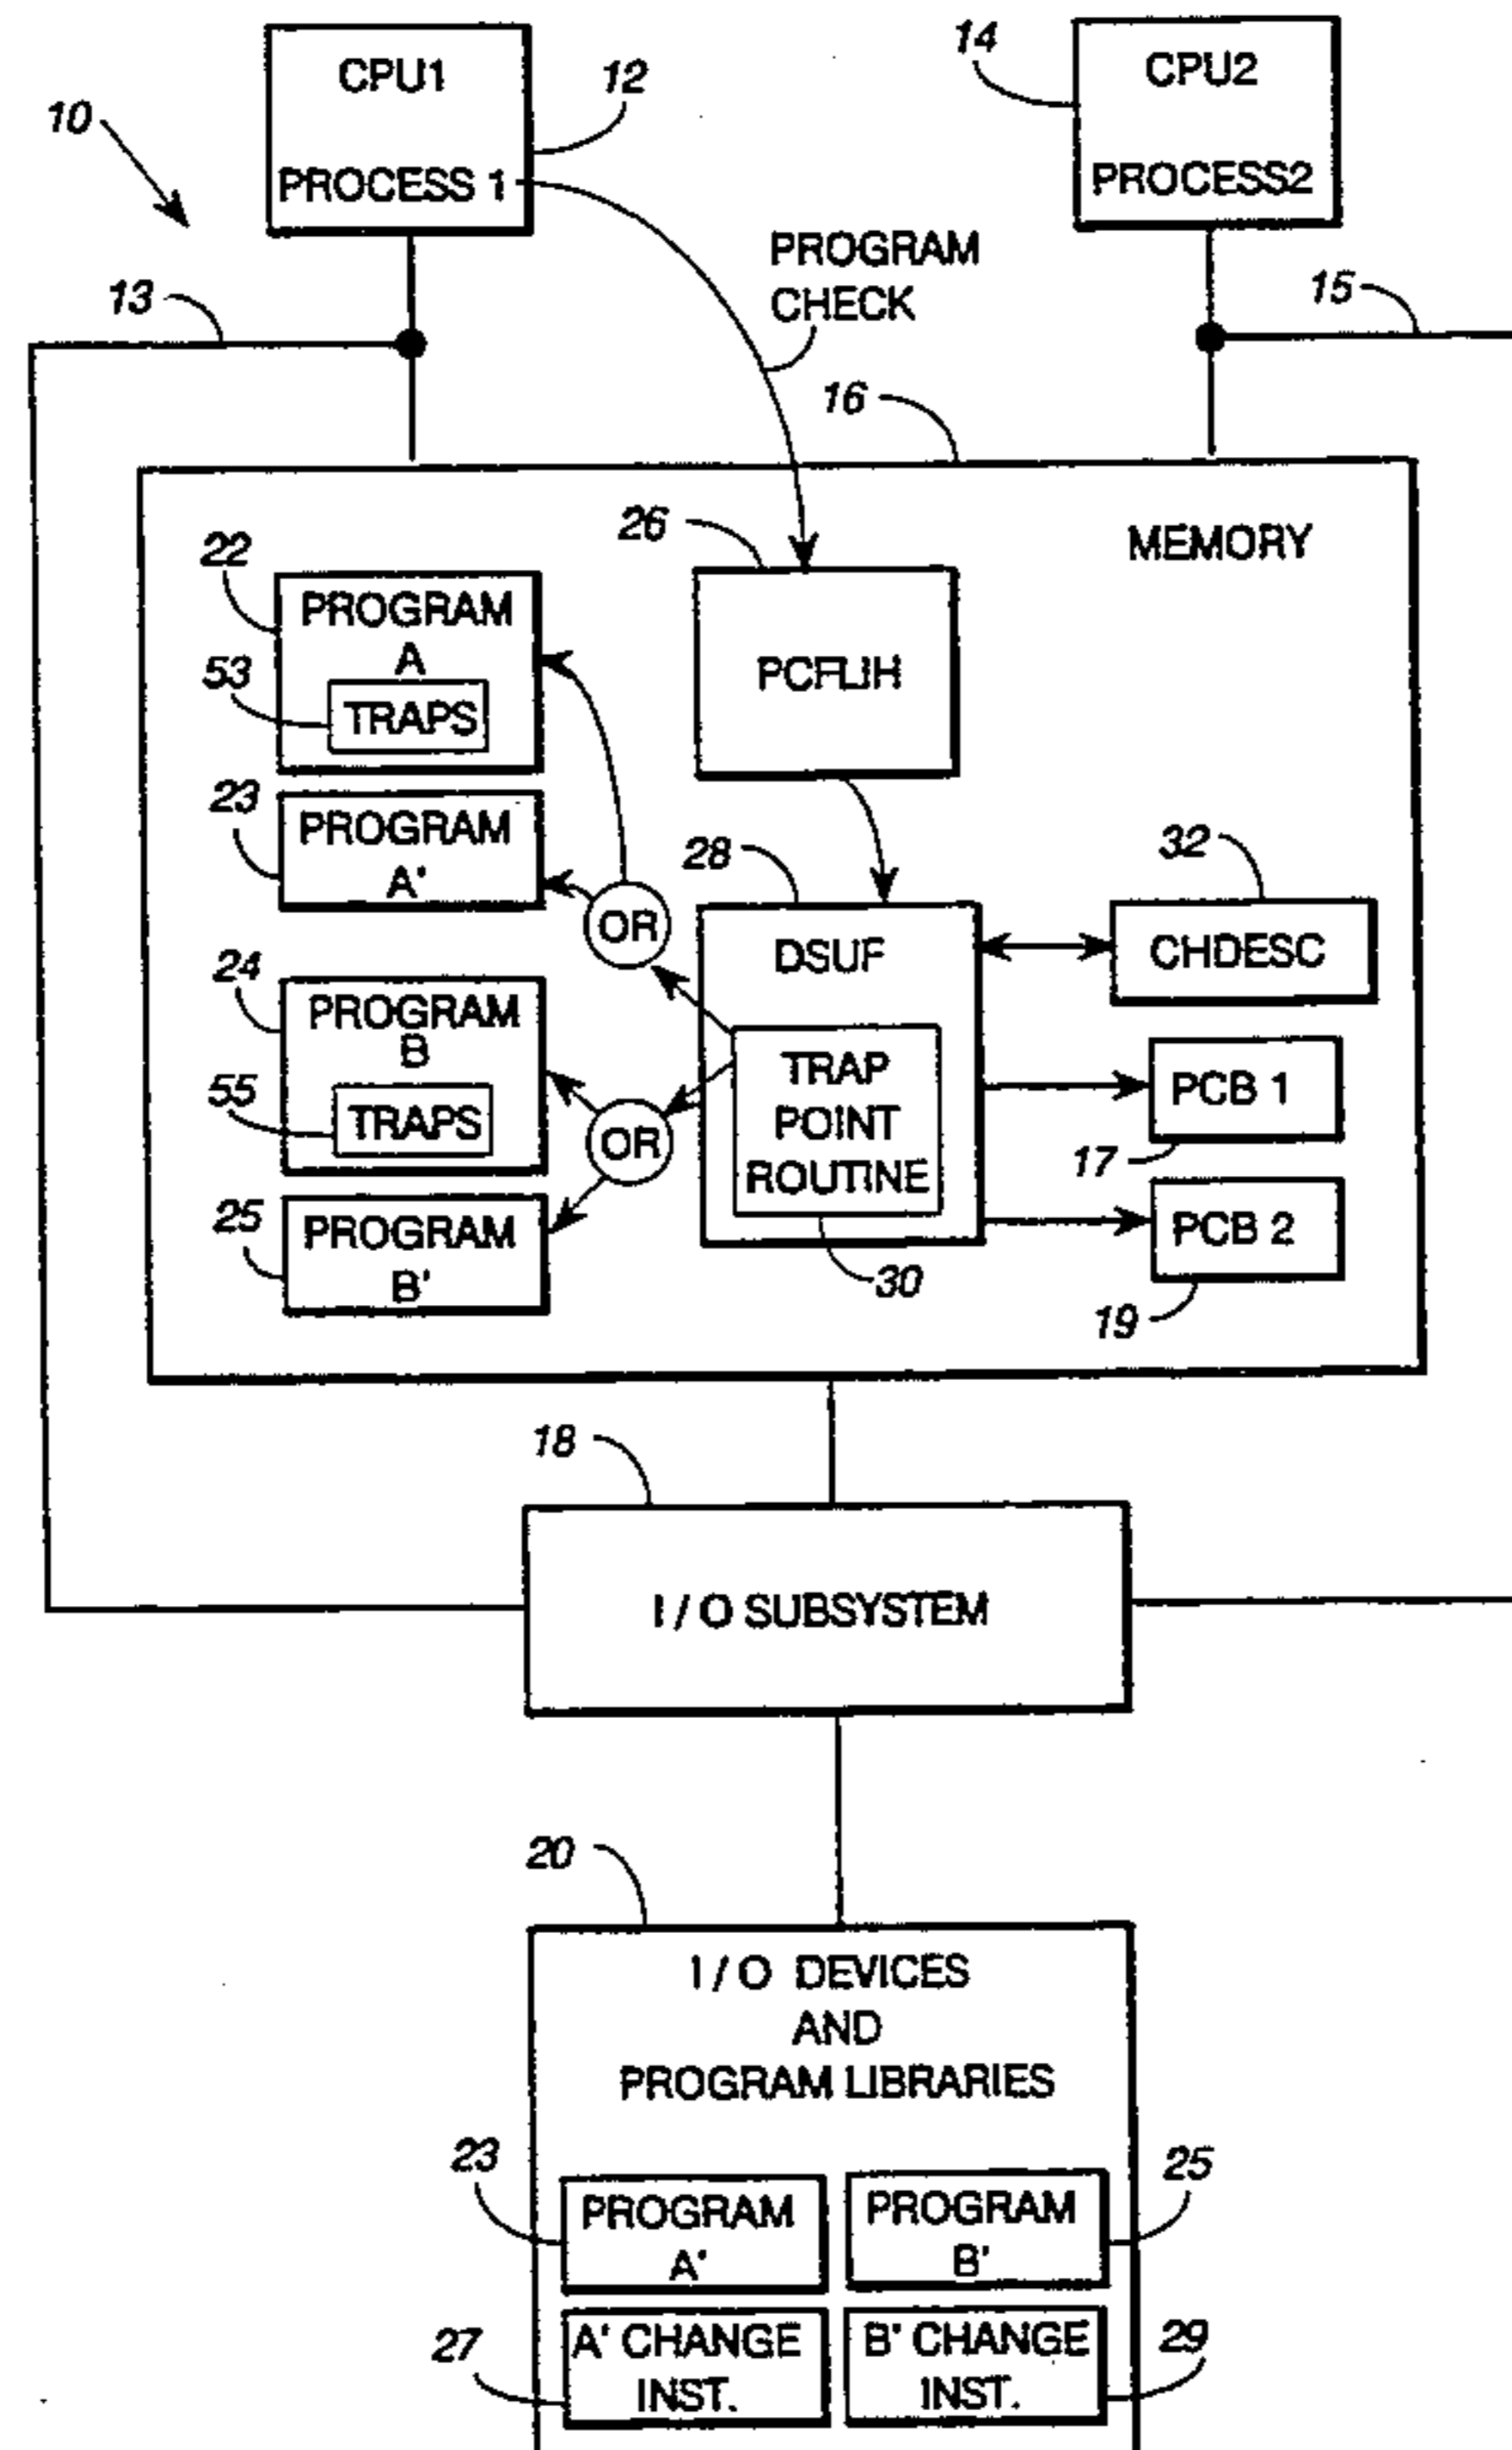 10
CPU1
PROCESS 1
12
14
CPU2
PROCESS2
PROGRAM
CHECK
13
15
16
MEMORY
22
PROGRAM
A
53
TRAPS
26
PCFLIH
23
PROGRAM
A'
OR
28
DSUF
32
CHDESC
24
PROGRAM
B
55
TRAPS
OR
TRAP
POINT
ROUTINE
30
PCB 1
17
25
PROGRAM
B'
PCB 2
19
18
I / O SUBSYSTEM
20
I / O DEVICES
AND
PROGRAM LIBRARIES
23
PROGRAM
A'
PROGRAM
B'
25
27
A' CHANGE
INST.
B' CHANGE
INST.
29